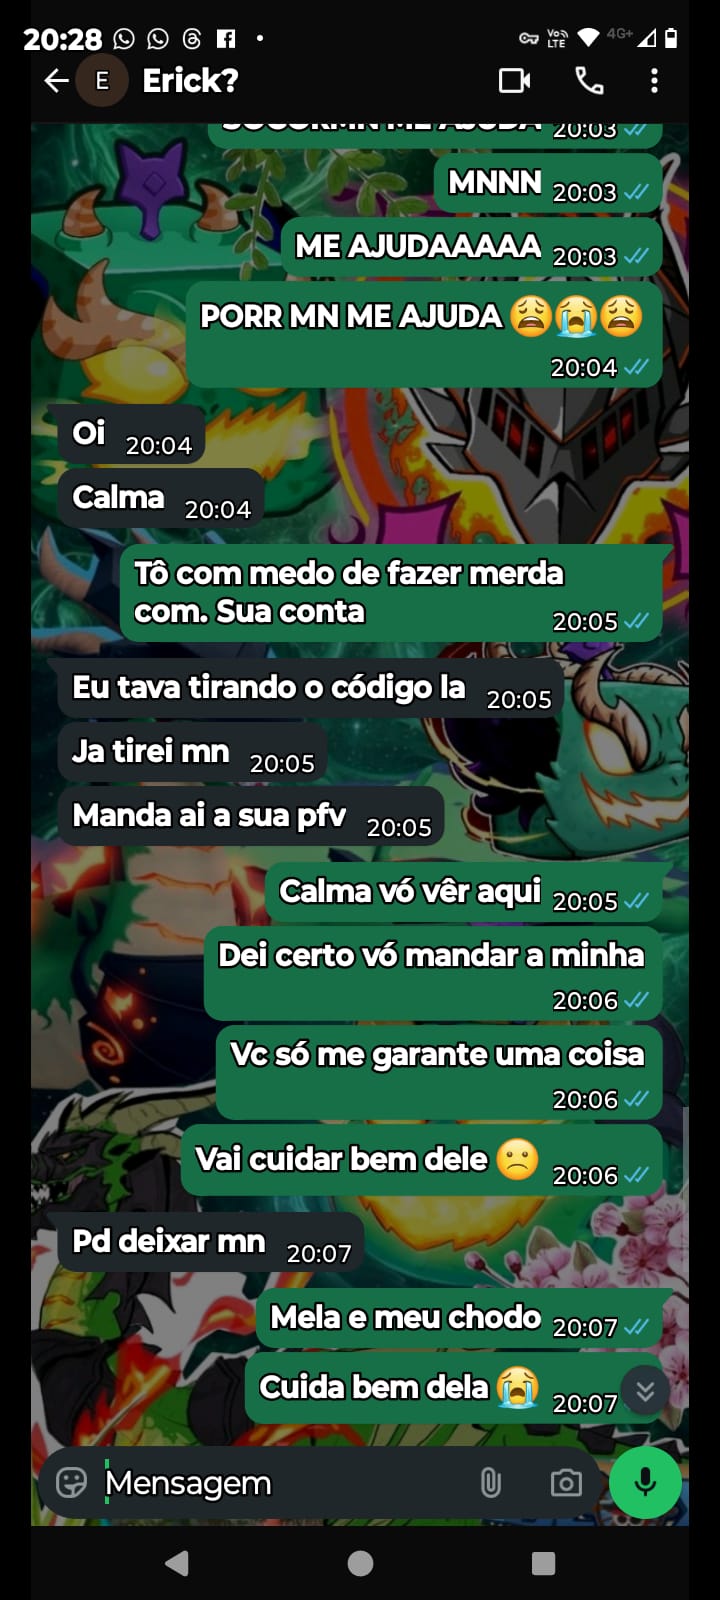 20:28
Vo))
LTE
4G+
E
Erick?
ME AJUDA 20:03
MNNN 20:03
ME AJUDAAAAA 20:03
PORR MN ME AJUDA 😩😭😩
20:04
Oi 20:04
Calma 20:04
Tô com medo de fazer merda
com. Sua conta 20:05
Eu tava tirando o código la 20:05
Ja tirei mn 20:05
Manda ai a sua pfv 20:05
Calma vó vêr aqui 20:05
Dei certo vó mandar a minha
20:06
Vc só me garante uma coisa
20:06
Vai cuidar bem dele 🙁 20:06
Pd deixar mn 20:07
Mela e meu chodo 20:07
Cuida bem dela 😭 20:07
Mensagem